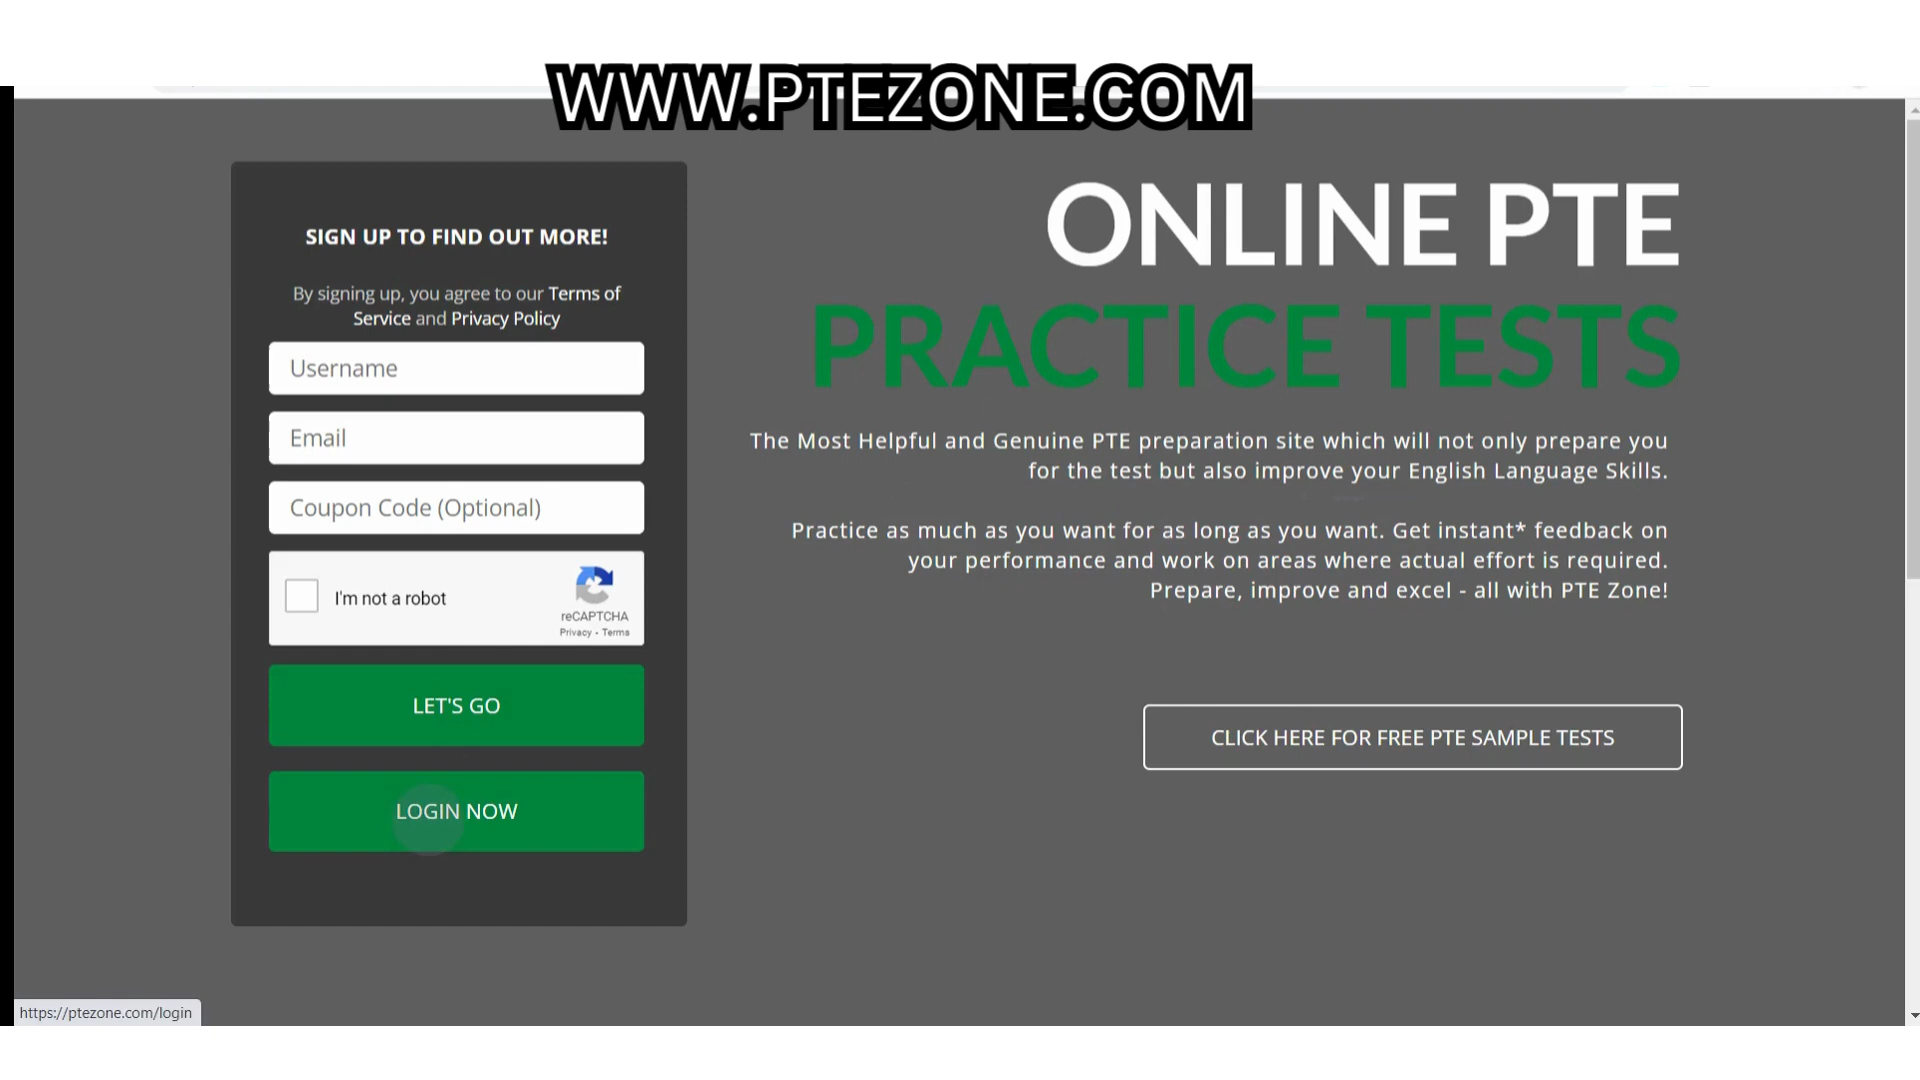 WWW.PTEZONE.COM
SIGN UP TO FIND OUT MORE!
By signing up, you agree to our Terms of
Service and Privacy Policy
Username
Email
Coupon Code (Optional)
I'm not a robot
reCAPTCHA
Privacy - Terms
LET'S GO
LOGIN NOW
ONLINE PTE
PRACTICE TESTS
The Most Helpful and Genuine PTE preparation site which will not only prepare you
for the test but also improve your English Language Skills.
Practice as much as you want for as long as you want. Get instant* feedback on
your performance and work on areas where actual effort is required.
Prepare, improve and excel - all with PTE Zone!
CLICK HERE FOR FREE PTE SAMPLE TESTS
https://ptezone.com/login